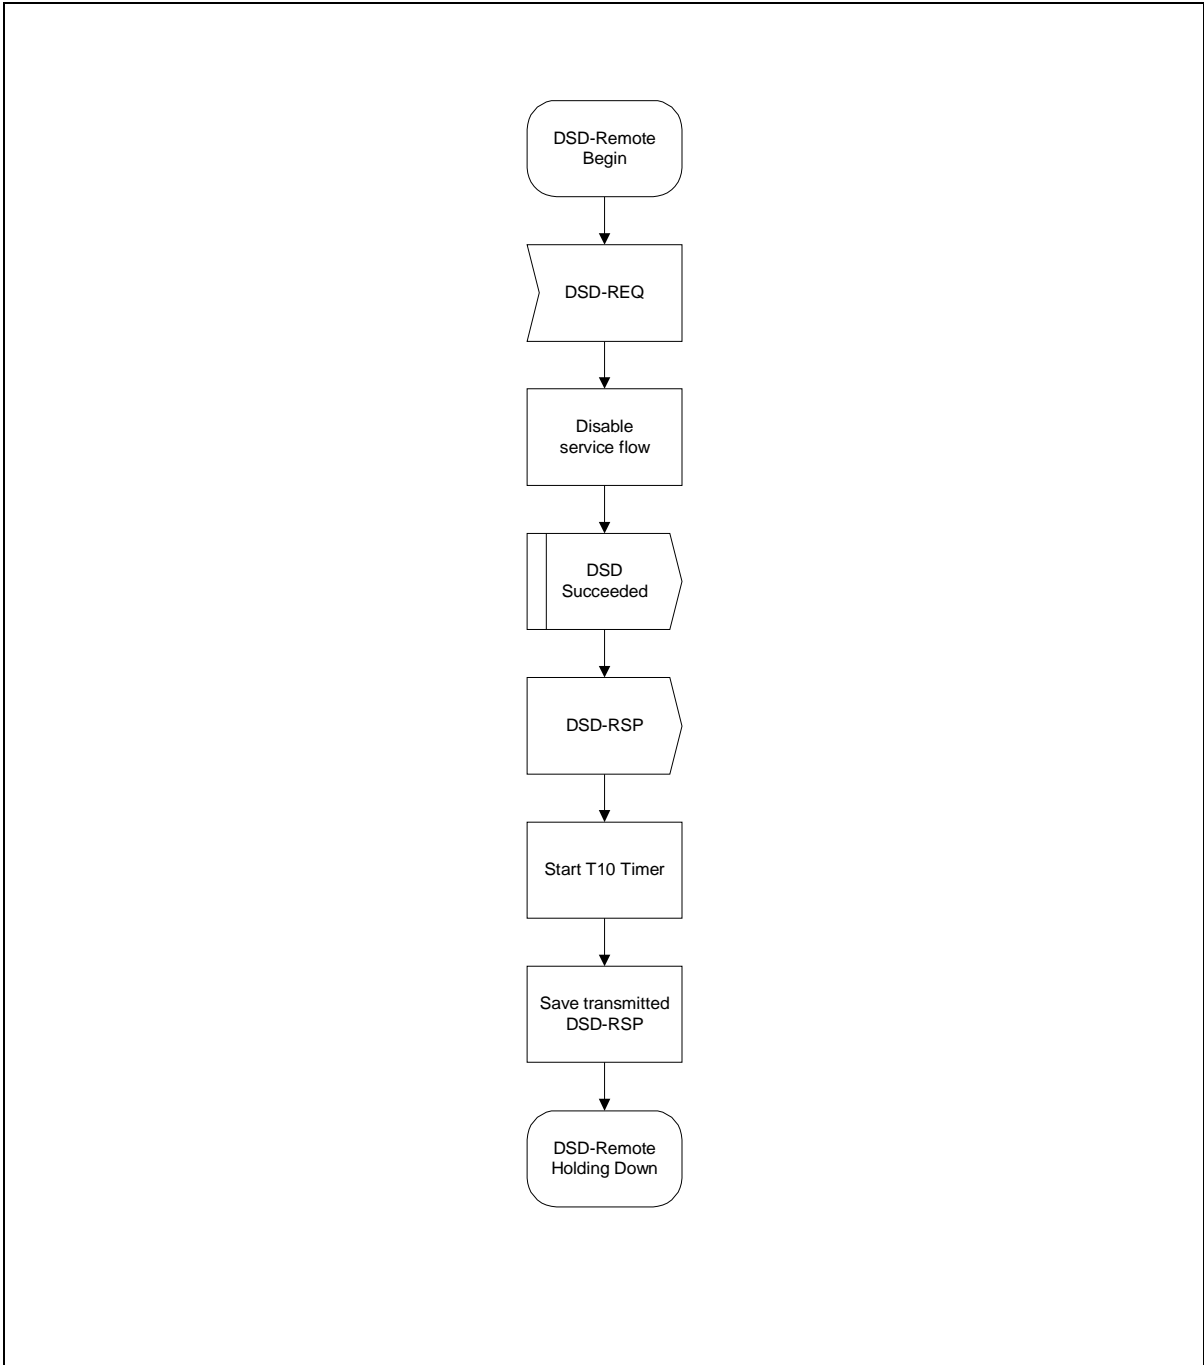 DSD-Remote
Begin
DSD-REQ
Disable
service flow
DSD
Succeeded
DSD-RSP
Start T10 Timer
Save transmitted
DSD-RSP
DSD-Remote
Holding Down